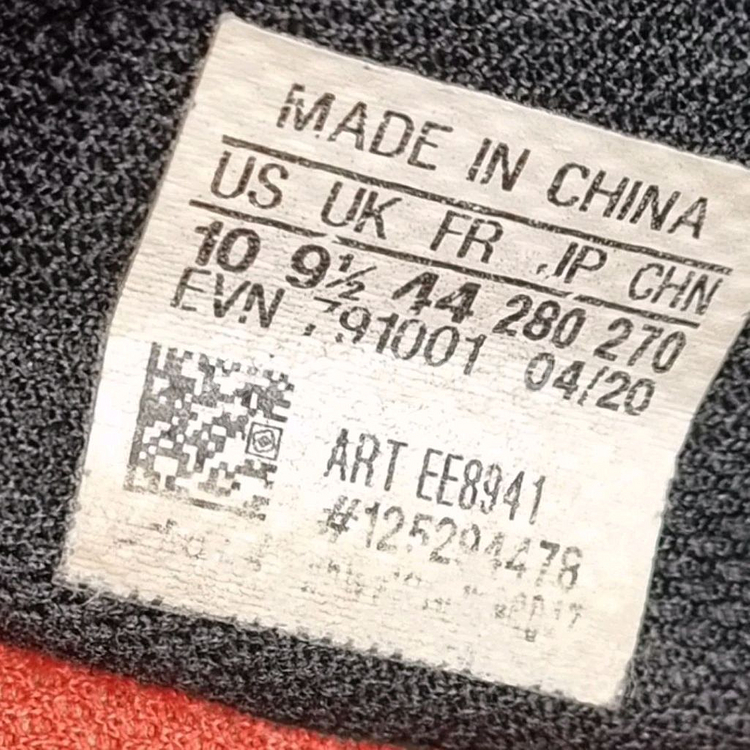 MADE IN CHINA
US UK FR JP CHN
10 9½ 44 280 270
EVN 791001 04/20
ART EE8941
#125294478